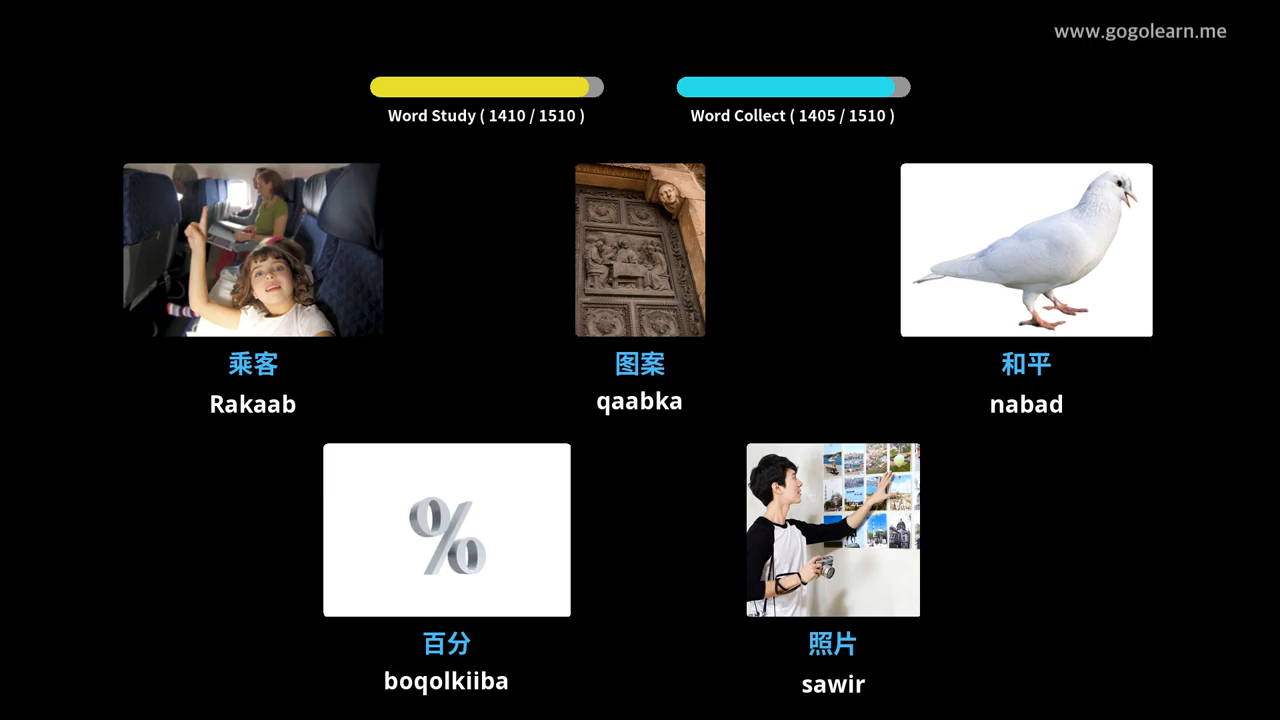 www.gogolearn.me
Word Study ( 1410 / 1510 )
Word Collect ( 1405 / 1510 )
乘客
Rakaab
图案
qaabka
和平
nabad
%
百分
boqolkiiba
照片
sawir